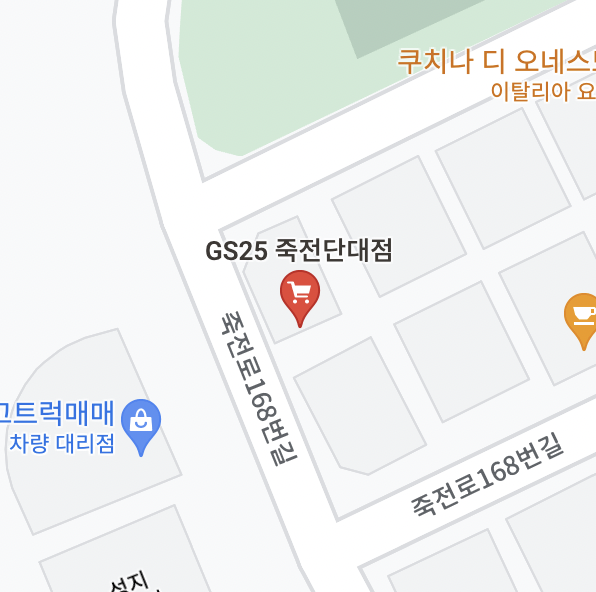 쿠치나 디 오네스
이탈리아 요
GS25 죽전단대점
죽전로168번길
트럭매매
차량 대리점
죽전로168번길
성지